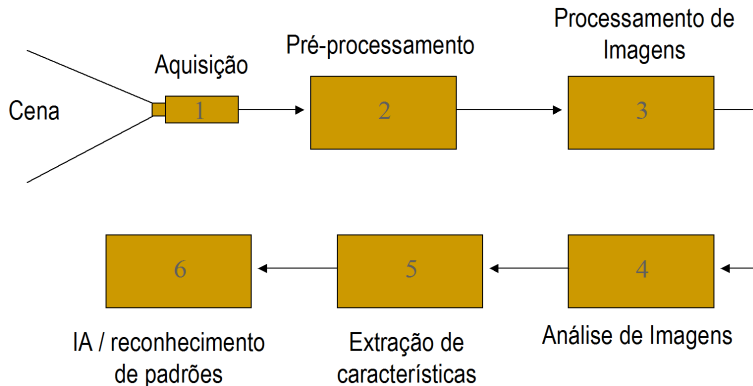 Cena
Aquisição
1
Pré-processamento
2
Processamento de
Imagens
3
4
Análise de Imagens
5
Extração de
características
6
IA / reconhecimento
de padrões